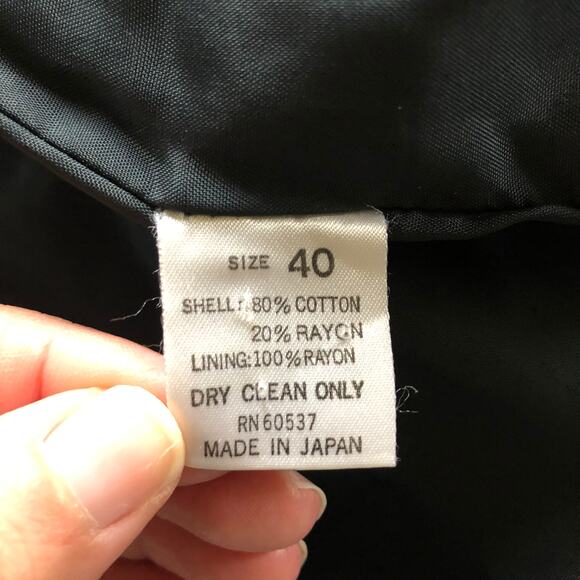 SIZE 40
SHELL: 80% COTTON
20% RAYON
LINING:100% RAYON
DRY CLEAN ONLY
RN 60537
MADE IN JAPAN